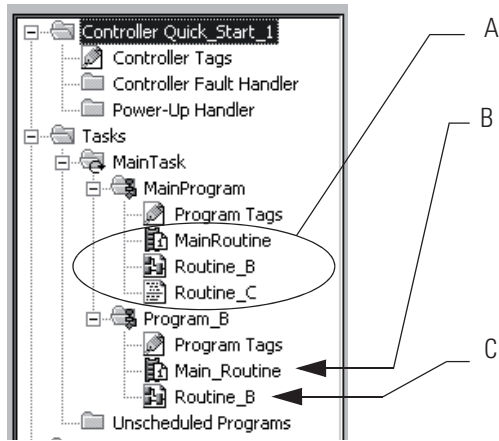 Controller Quick_Start_1
Controller Tags
Controller Fault Handler
Power-Up Handler
Tasks
MainTask
MainProgram
Program Tags
MainRoutine
Routine_B
Routine_C
Program_B
Program Tags
Main_Routine
Routine_B
Unscheduled Programs
A
B
C